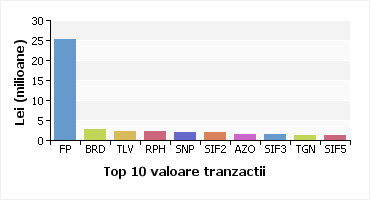 30
25
20
15
10
5
0
Lei (milioane)
FP BRD TLV RPH SNP SIF2 AZO SIF3 TGN SIF5
Top 10 valoare tranzactii